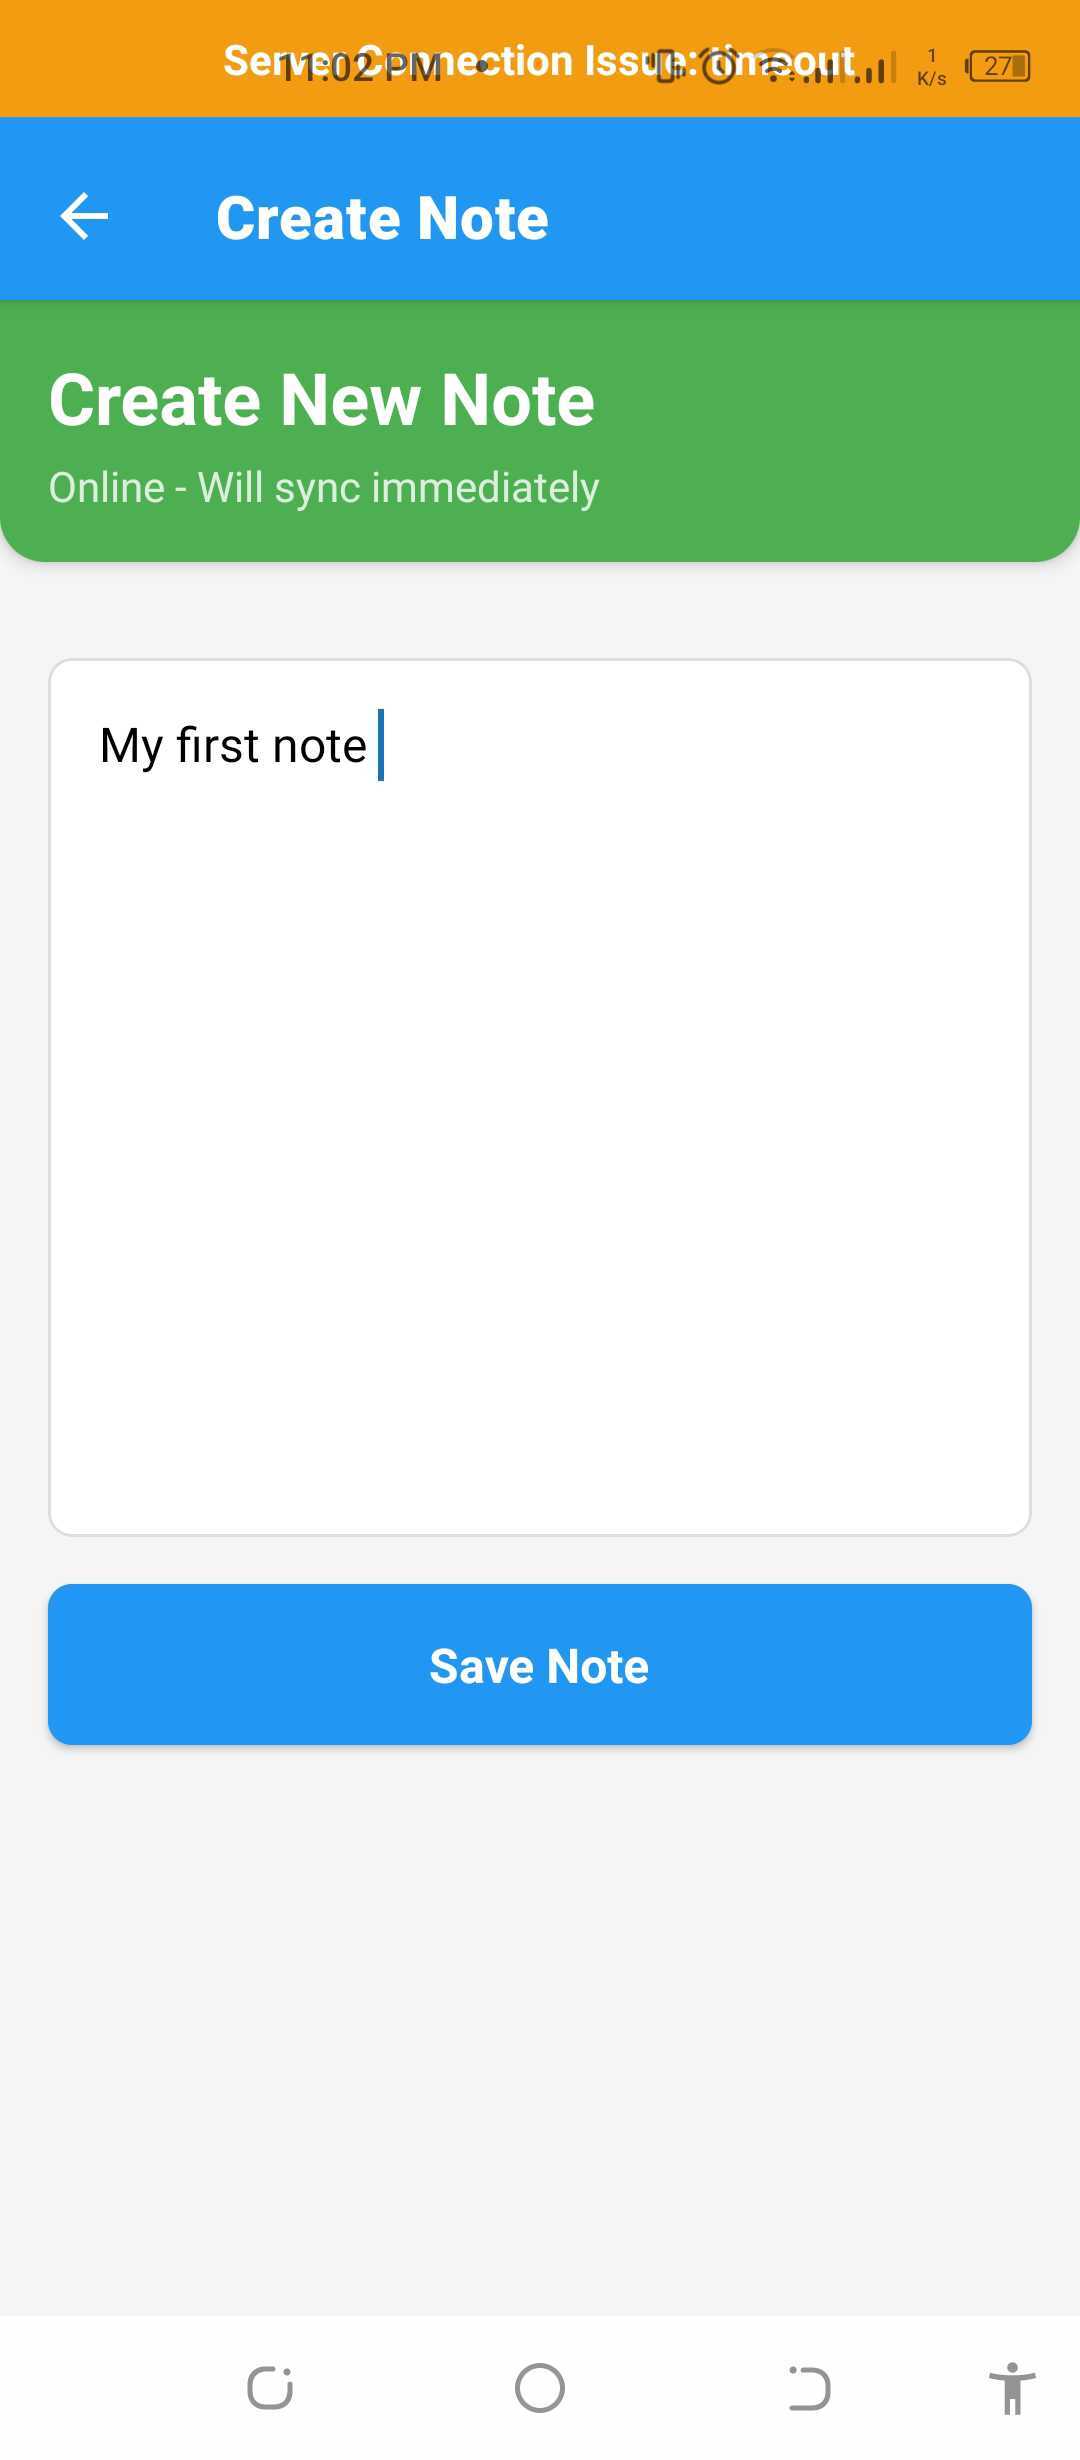 Server Connection Issue: timeout
11:02 PM
1
K/s
27
Create Note
Create New Note
Online - Will sync immediately
My first note
Save Note